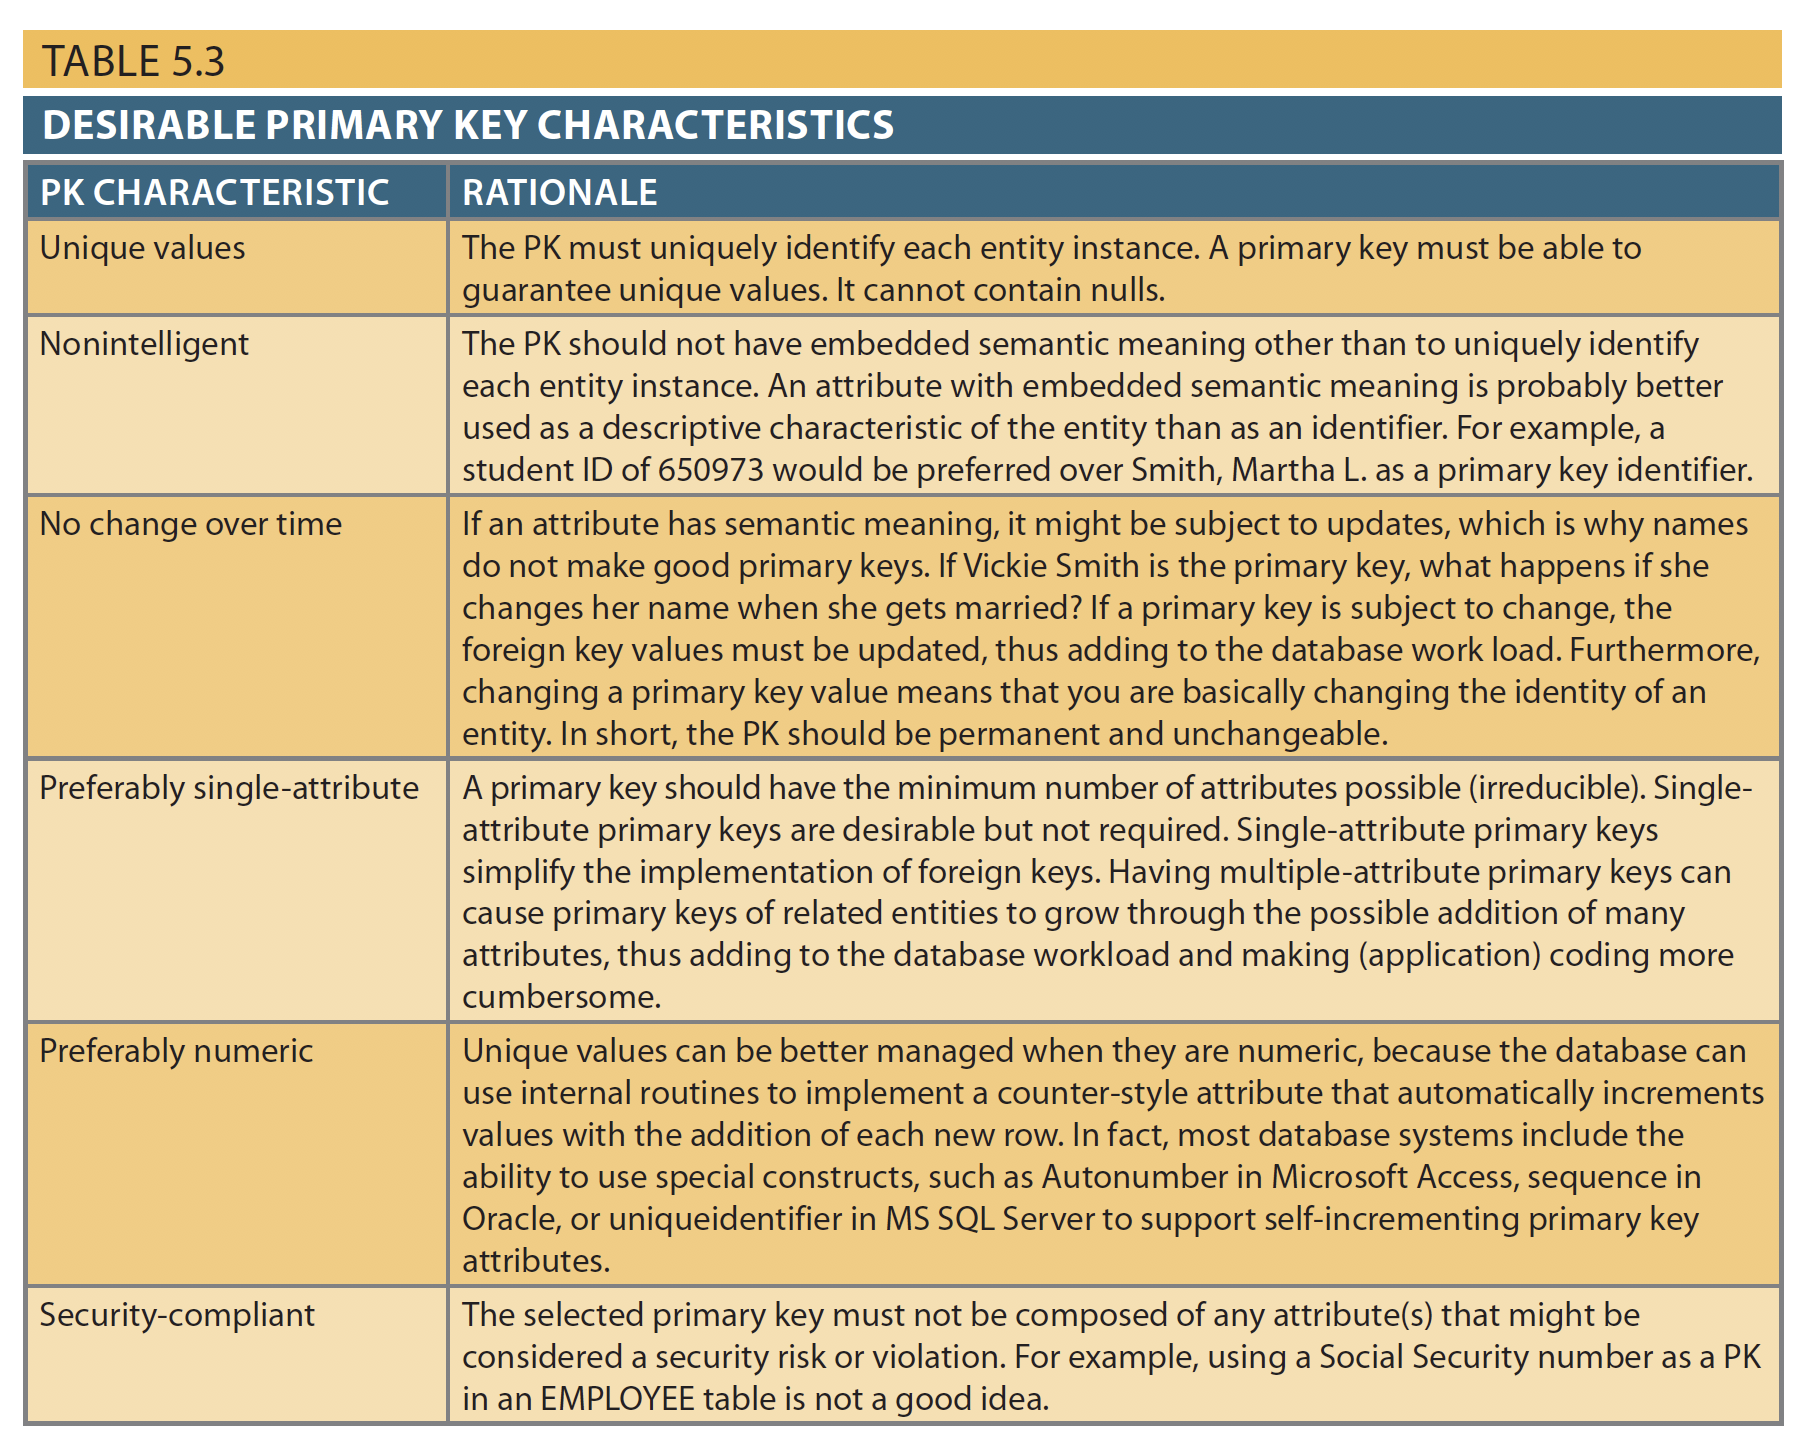 TABLE 5.3
DESIRABLE PRIMARY KEY CHARACTERISTICS
PK CHARACTERISTIC
RATIONALE
Unique values
The PK must uniquely identify each entity instance. A primary key must be able to
guarantee unique values. It cannot contain nulls.
Nonintelligent
The PK should not have embedded semantic meaning other than to uniquely identify
each entity instance. An attribute with embedded semantic meaning is probably better
used as a descriptive characteristic of the entity than as an identifier. For example, a
student ID of 650973 would be preferred over Smith, Martha L. as a primary key identifier.
No change over time
If an attribute has semantic meaning, it might be subject to updates, which is why names
do not make good primary keys. If Vickie Smith is the primary key, what happens if she
changes her name when she gets married? If a primary key is subject to change, the
foreign key values must be updated, thus adding to the database work load. Furthermore,
changing a primary key value means that you are basically changing the identity of an
entity. In short, the PK should be permanent and unchangeable.
Preferably single-attribute
A primary key should have the minimum number of attributes possible (irreducible). Single-
attribute primary keys are desirable but not required. Single-attribute primary keys
simplify the implementation of foreign keys. Having multiple-attribute primary keys can
cause primary keys of related entities to grow through the possible addition of many
attributes, thus adding to the database workload and making (application) coding more
cumbersome.
Preferably numeric
Unique values can be better managed when they are numeric, because the database can
use internal routines to implement a counter-style attribute that automatically increments
values with the addition of each new row. In fact, most database systems include the
ability to use special constructs, such as Autonumber in Microsoft Access, sequence in
Oracle, or uniqueidentifier in MS SQL Server to support self-incrementing primary key
attributes.
Security-compliant
The selected primary key must not be composed of any attribute(s) that might be
considered a security risk or violation. For example, using a Social Security number as a PK
in an EMPLOYEE table is not a good idea.